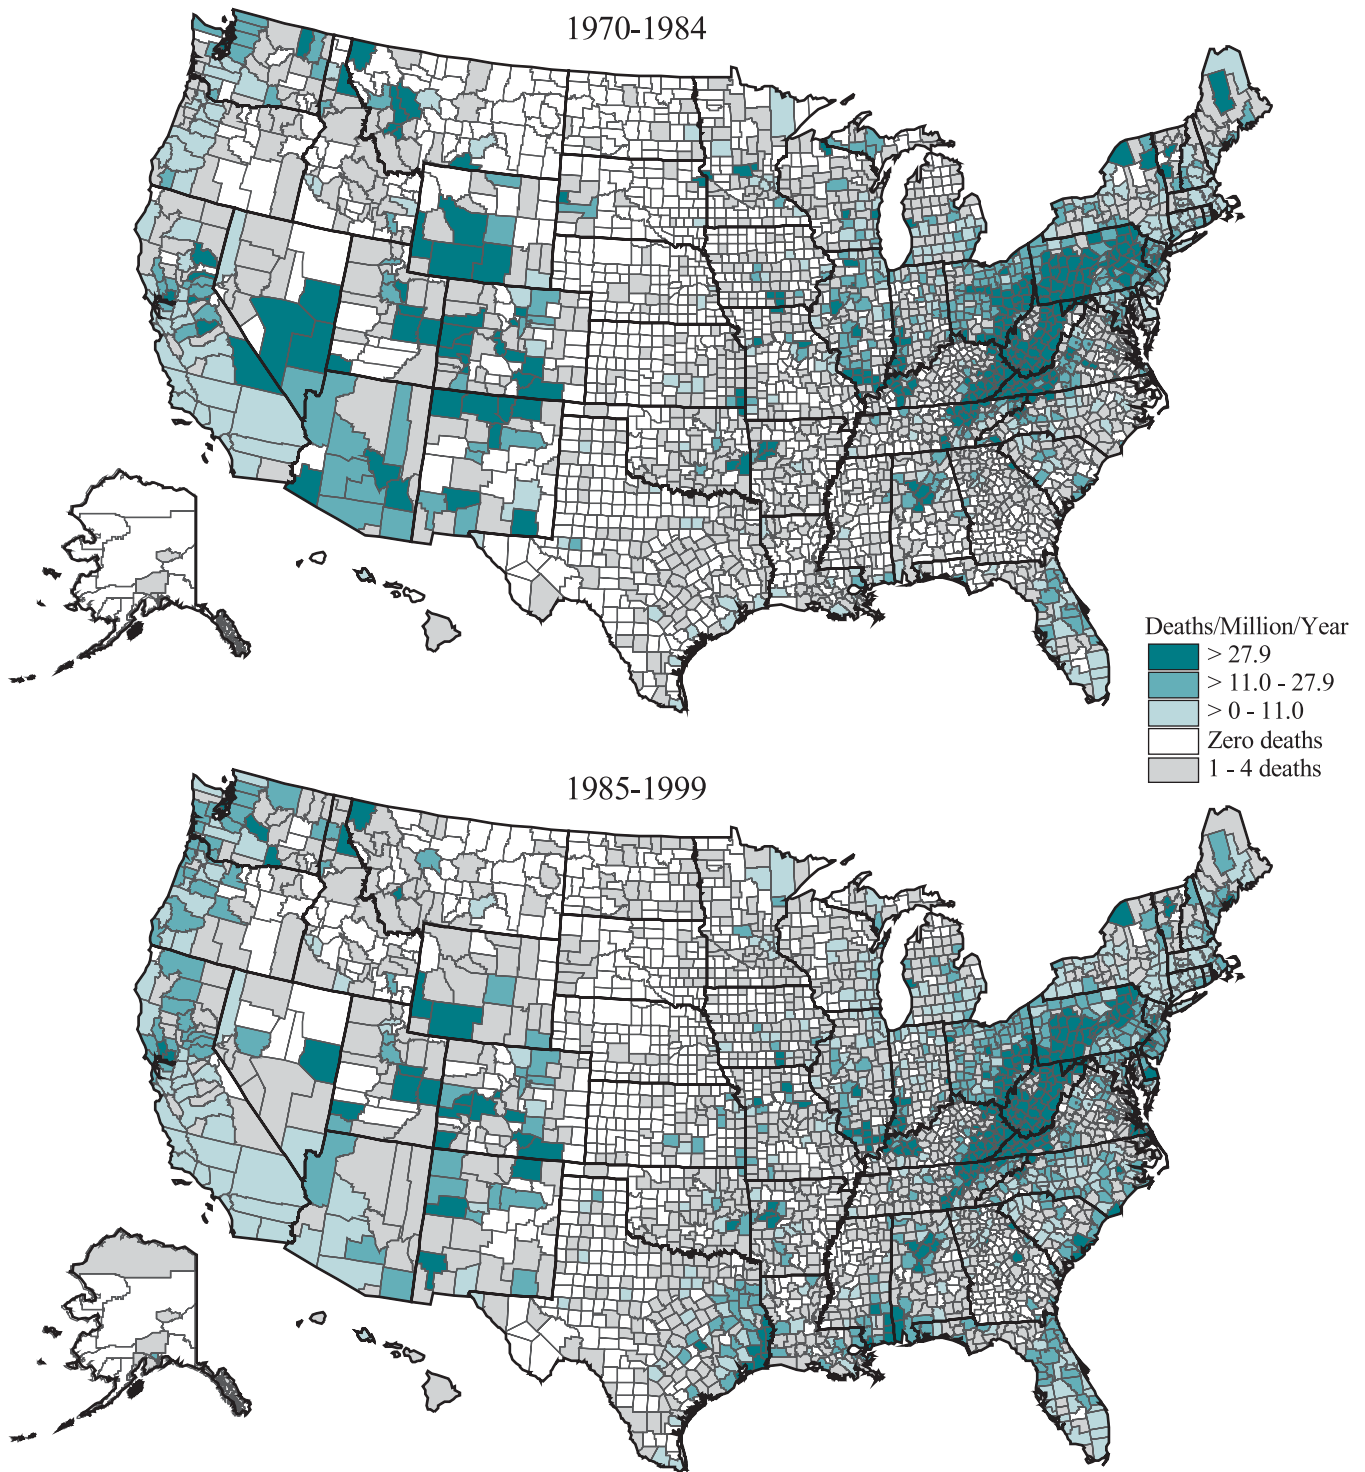 1970-1984
Deaths/Million/Year
> 27.9
> 11.0 - 27.9
> 0 - 11.0
Zero deaths
1 - 4 deaths
1985-1999